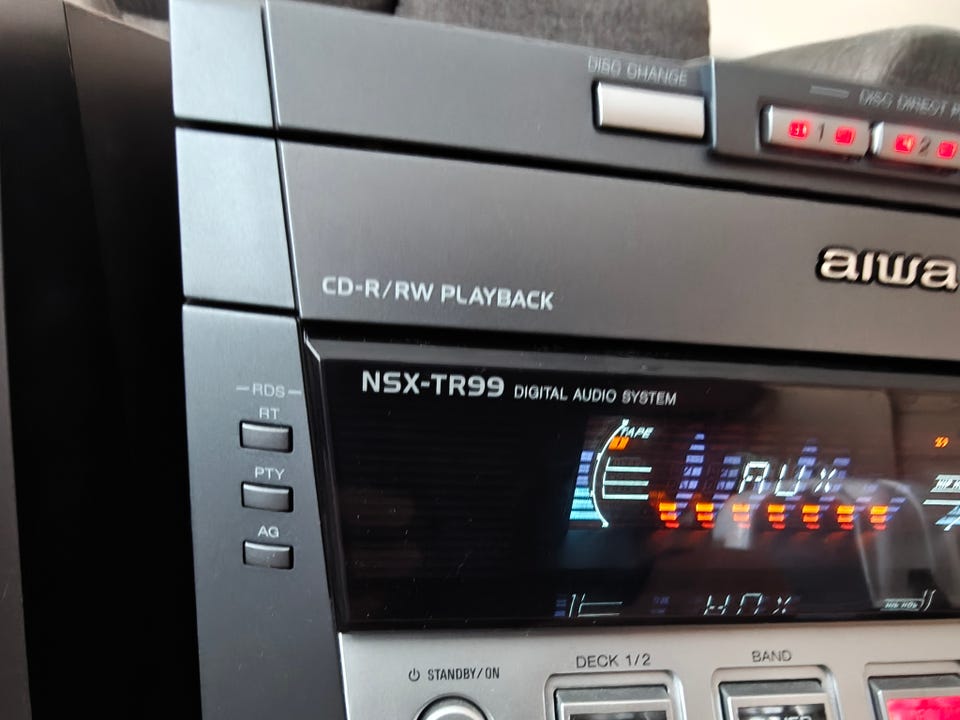 DISC CHANGE
DISC DIRECT
1
2
aiwa
CD-R/RW PLAYBACK
NSX-TR99 DIGITAL AUDIO SYSTEM
RDS
RT
PTY
AG
TAPE
AUX
STANDBY/ON
DECK 1/2
BAND